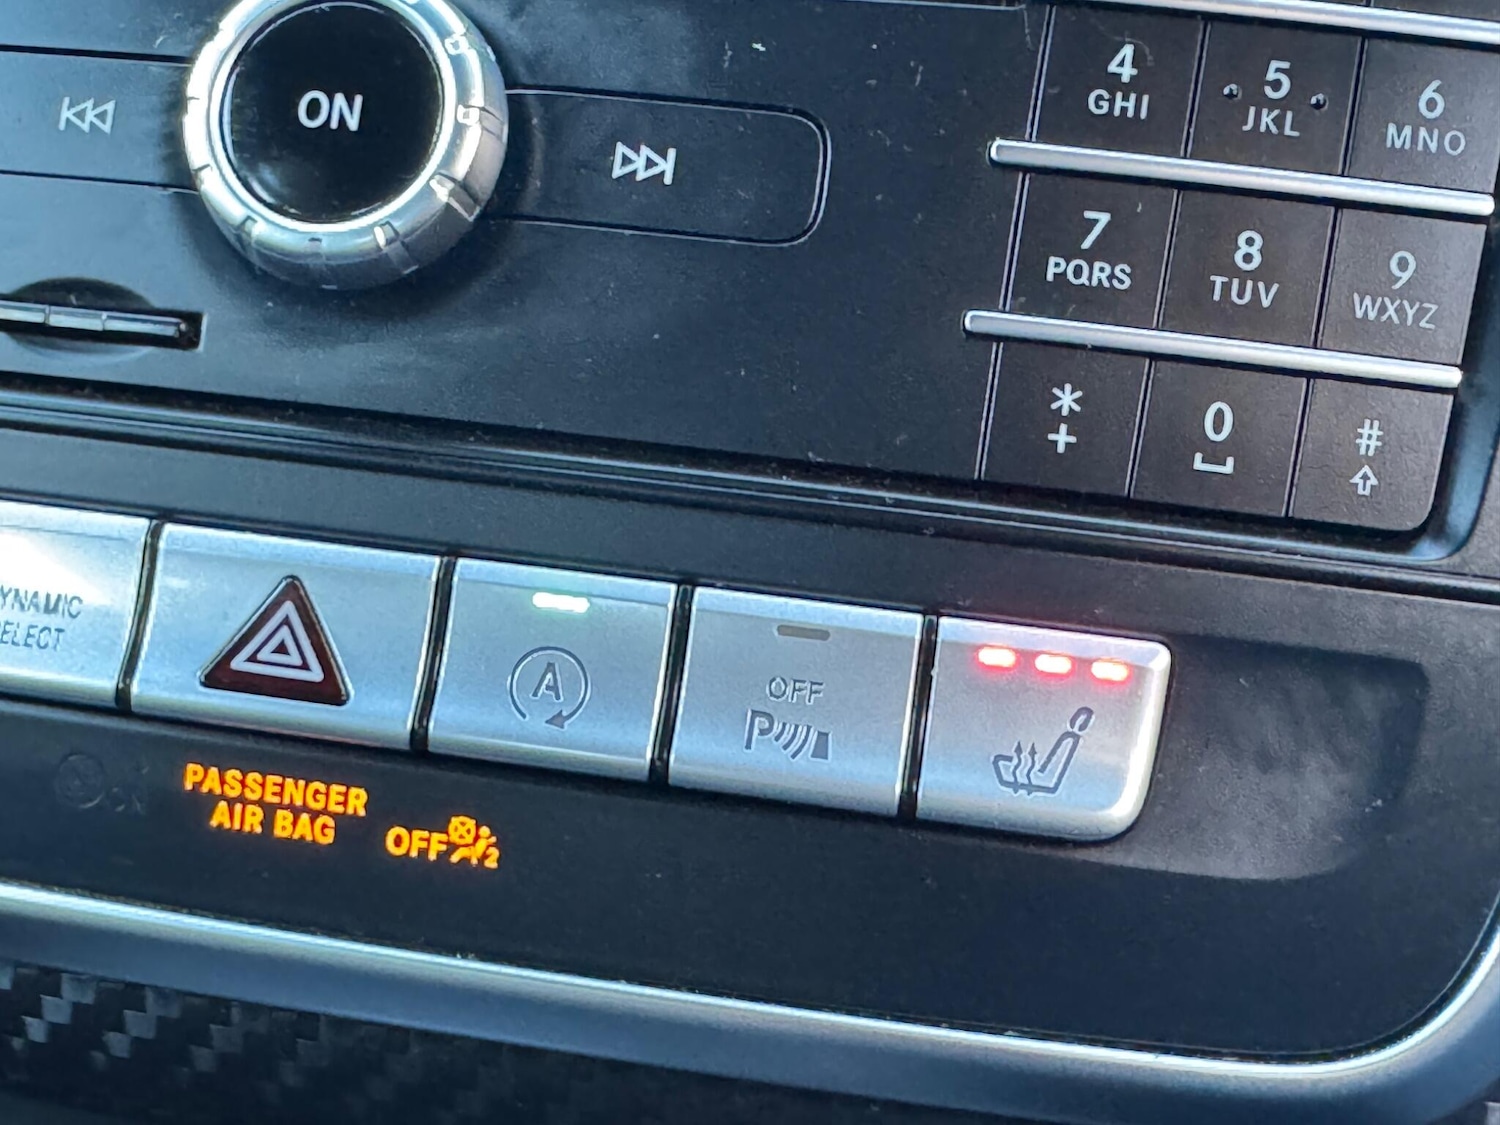 ON
4
GHI
5
JKL
6
MNO
7
PQRS
8
TUV
9
WXYZ
*
+
0
#
YNAMIC
ELECT
A
OFF
P
PASSENGER
AIR BAG
OFF
2